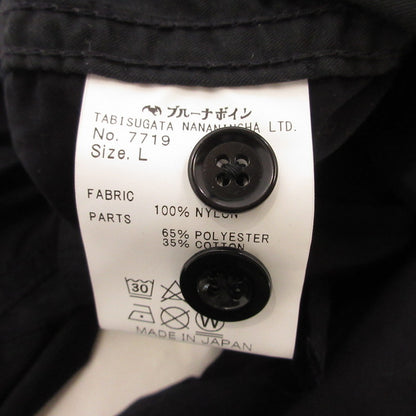 ブルーナボイン
TABISUGATA NANANINSHA LTD.
No. 7719
Size. L
FABRIC
100% NYLON
PARTS
65% POLYESTER
35% COTTON
30
W
MADE IN JAPAN